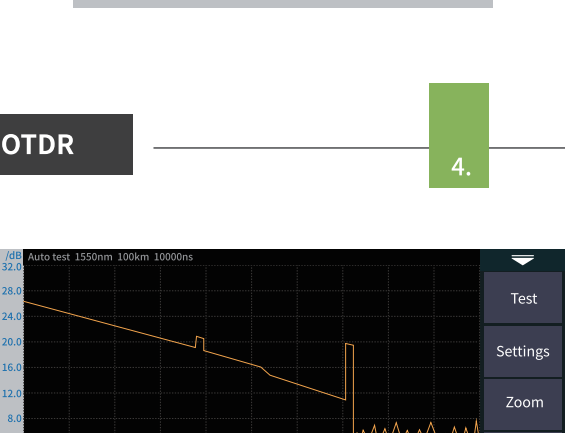 OTDR
4.
/dB
Auto test 1550nm 100km 10000ns
32.0
28.0
24.0
20.0
16.0
12.0
8.0
Test
Settings
Zoom